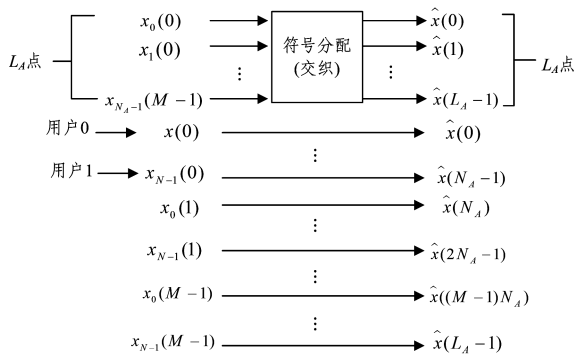 x_0(0) x̂(0)
x_1(0) 符号分配 x̂(1)
L_A点 ⋮ (交织) ⋮ L_A点
x_{N_A-1}(M-1) x̂(L_A-1)
用户0 x(0) x̂(0)
⋮
用户1 x_{N-1}(0) x̂(N_A-1)
x_0(1) x̂(N_A)
⋮
x_{N-1}(1) x̂(2N_A-1)
⋮
x_0(M-1) x̂((M-1)N_A)
⋮
x_{N-1}(M-1) x̂(L_A-1)